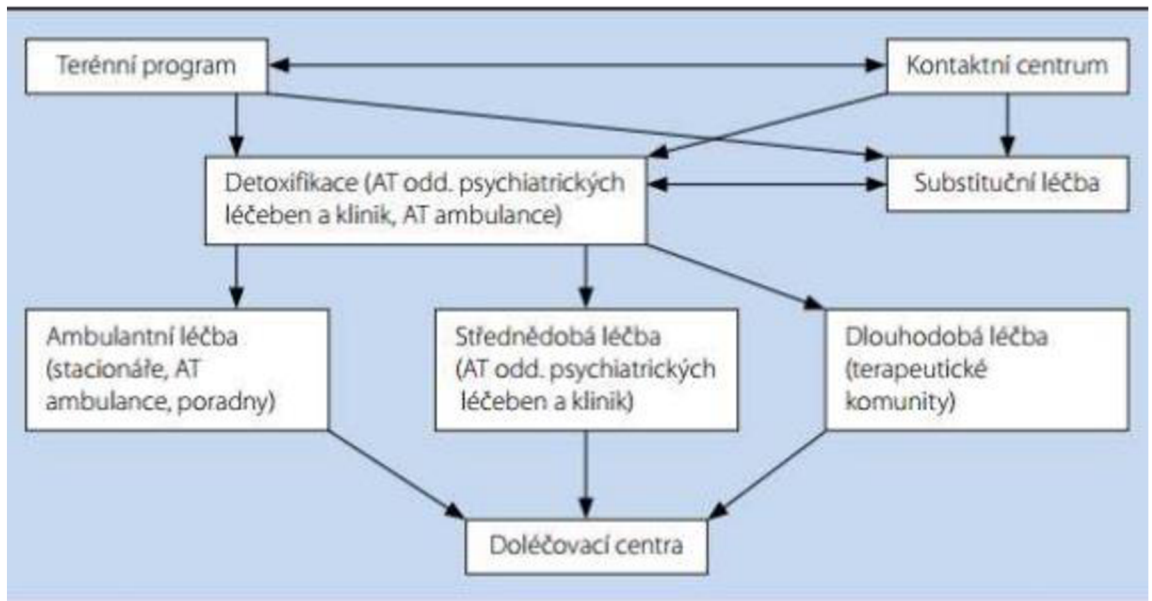 Terénní program
Kontaktní centrum
Detoxifikace (AT odd. psychiatrických
léčeben a klinik, AT ambulance)
Substituční léčba
Ambulantní léčba
(stacionáře, AT
ambulance, poradny)
Střednědobá léčba
(AT odd. psychiatrických
léčeben a klinik)
Dlouhodobá léčba
(terapeutické
komunity)
Doléčovací centra